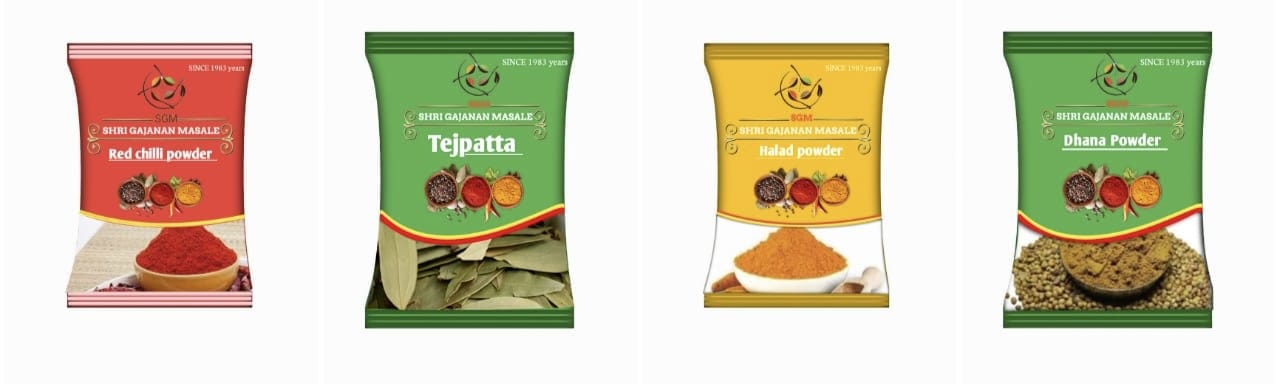 SINCE 1983 years
SGM
SHRI GAJANAN MASALE
Red chilli powder
SINCE 1983 years
SGM
SHRI GAJANAN MASALE
Tejpatta
SINCE 1983 years
SGM
SHRI GAJANAN MASALE
Halad powder
SINCE 1983 years
SGM
SHRI GAJANAN MASALE
Dhana Powder